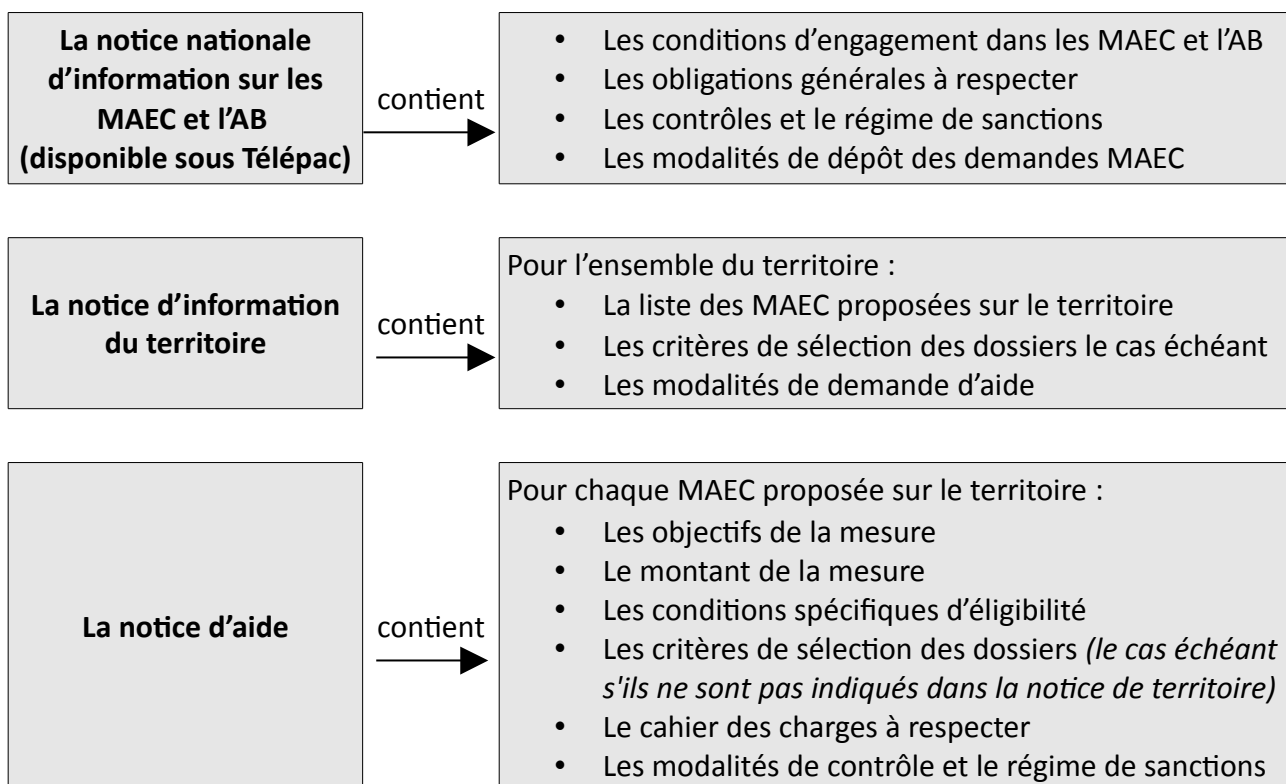 La notice nationale
d’information sur les
MAEC et l’AB
(disponible sous Télépac)
contient
• Les conditions d’engagement dans les MAEC et l’AB
• Les obligations générales à respecter
• Les contrôles et le régime de sanctions
• Les modalités de dépôt des demandes MAEC
La notice d’information
du territoire
contient
Pour l’ensemble du territoire :
• La liste des MAEC proposées sur le territoire
• Les critères de sélection des dossiers le cas échéant
• Les modalités de demande d’aide
La notice d’aide
contient
Pour chaque MAEC proposée sur le territoire :
• Les objectifs de la mesure
• Le montant de la mesure
• Les conditions spécifiques d’éligibilité
• Les critères de sélection des dossiers (le cas échéant
s'ils ne sont pas indiqués dans la notice de territoire)
• Le cahier des charges à respecter
• Les modalités de contrôle et le régime de sanctions